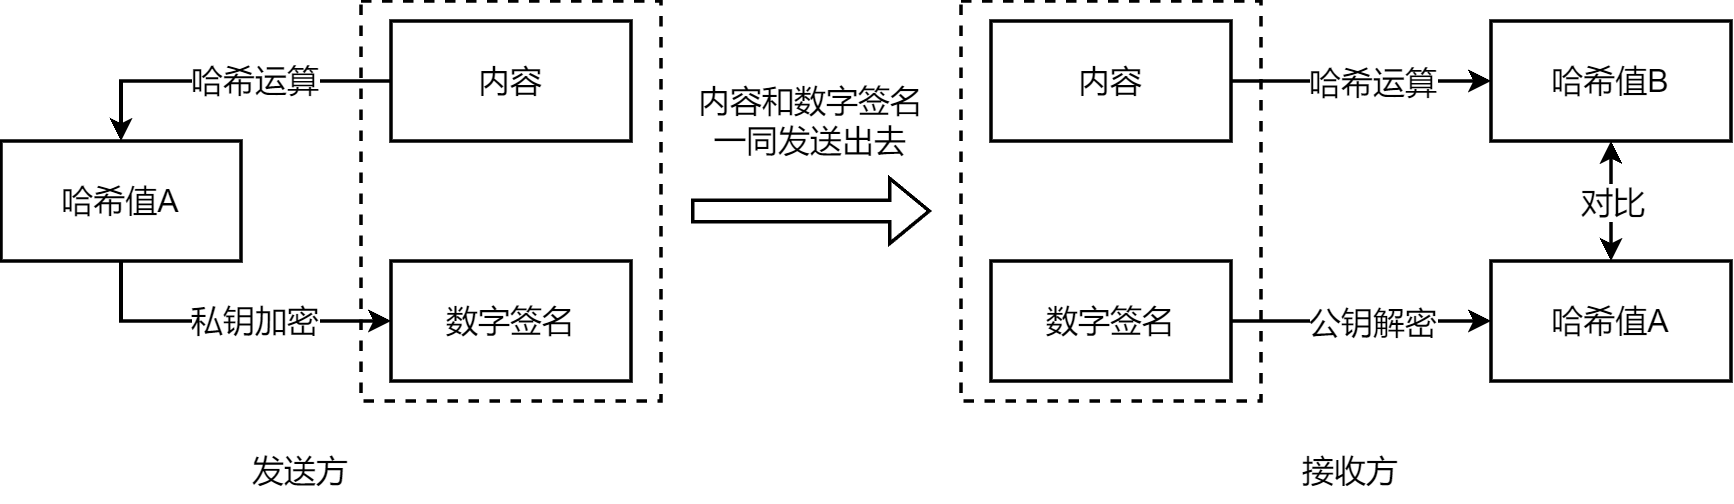 哈希运算
内容
哈希值A
私钥加密
数字签名
发送方
内容和数字签名
一同发送出去
内容
哈希运算
哈希值B
对比
数字签名
公钥解密
哈希值A
接收方